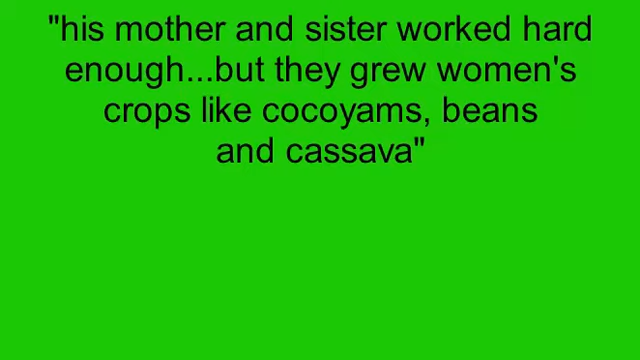 "his mother and sister worked hard
enough...but they grew women's
crops like cocoyams, beans
and cassava"